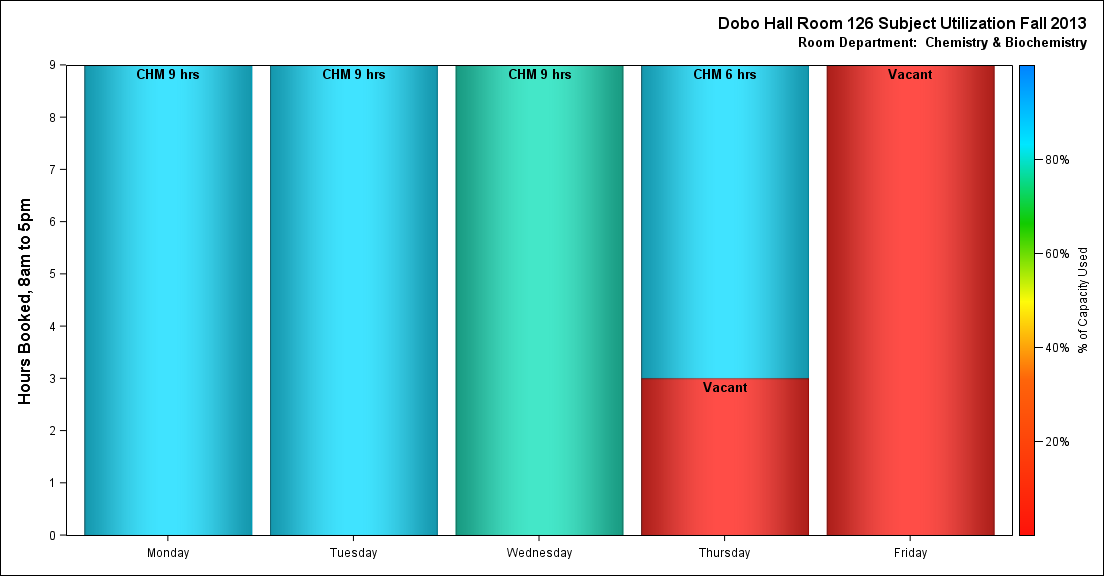 Dobo Hall Room 126 Subject Utilization Fall 2013
Room Department:  Chemistry & Biochemistry
Hours Booked, 8am to 5pm
9
8
7
6
5
4
3
2
1
0
CHM 9 hrs
CHM 9 hrs
CHM 9 hrs
CHM 6 hrs
Vacant
Vacant
Monday
Tuesday
Wednesday
Thursday
Friday
80%
60%
40%
20%
% of Capacity Used